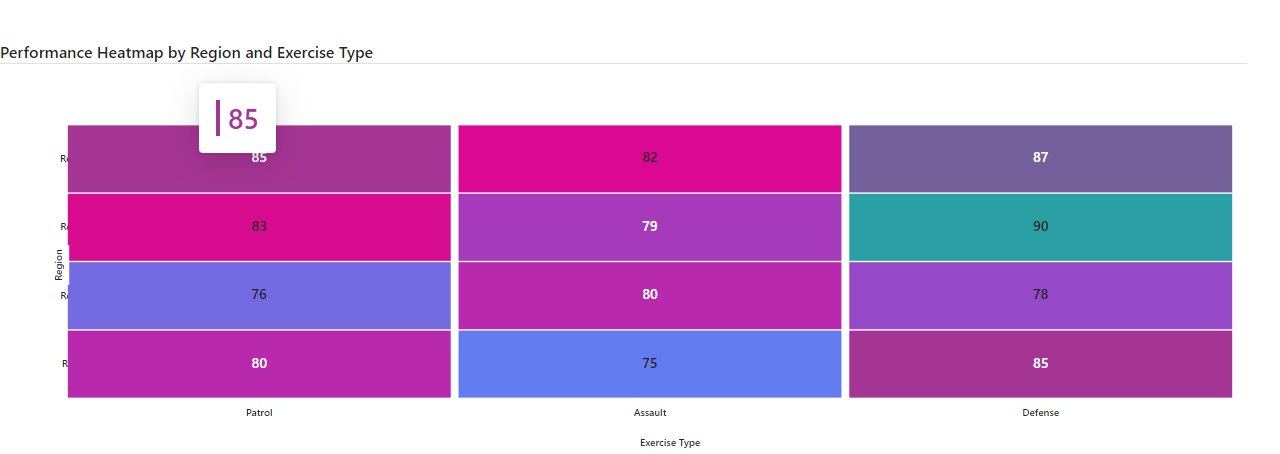 Performance Heatmap by Region and Exercise Type
85
85 82 87
83 79 90
Region
76 80 78
80 75 85
Patrol Assault Defense
Exercise Type